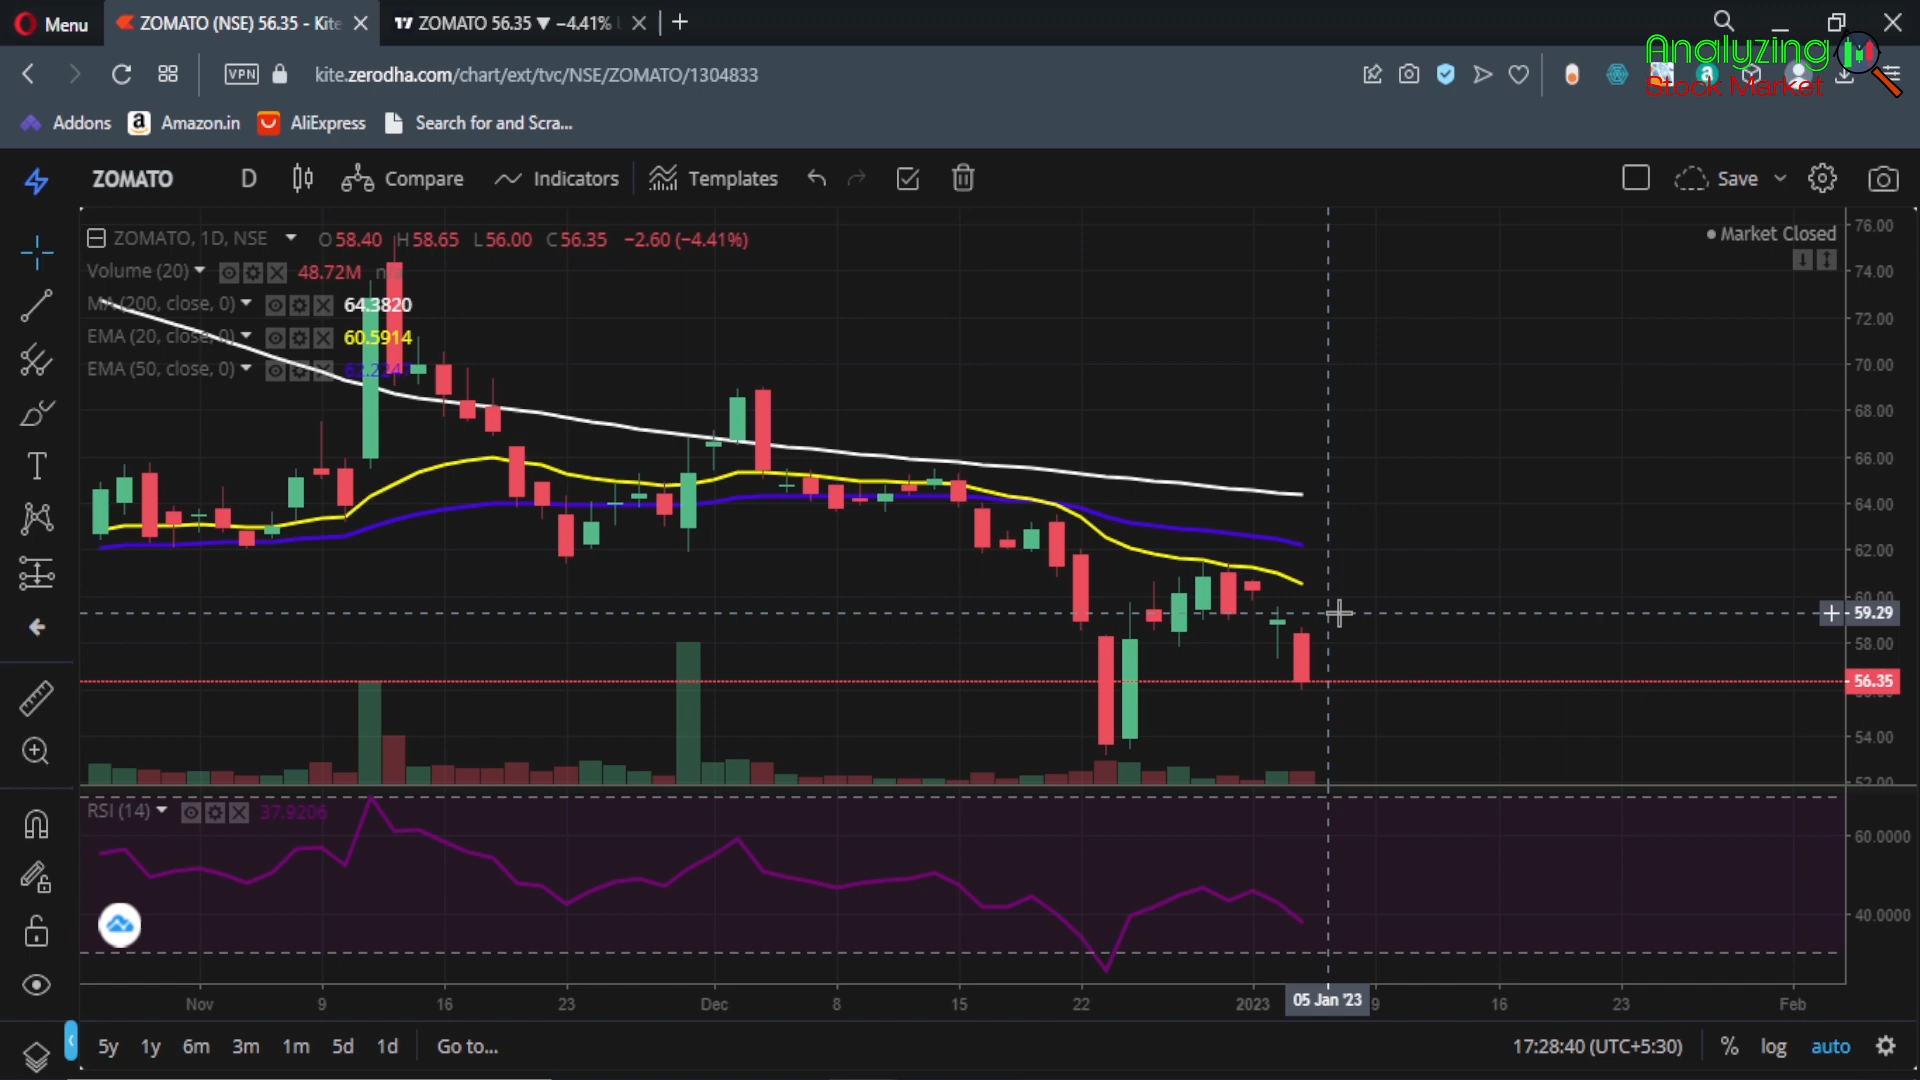 Menu
ZOMATO (NSE) 56.35 - Kite
ZOMATO 56.35 ▼ −4.41%
VPN
kite.zerodha.com/chart/ext/tvc/NSE/ZOMATO/1304833
Analyzing
Stock Market
Addons
Amazon.in
AliExpress
Search for and Scra...
ZOMATO
D
Compare
Indicators
Templates
Save
ZOMATO, 1D, NSE
O 58.40 H 58.65 L 56.00 C 56.35 −2.60 (−4.41%)
Market Closed
Volume (20)
48.72M
MA (200, close, 0)
64.3820
EMA (20, close, 0)
60.5914
EMA (50, close, 0)
76.00
74.00
72.00
70.00
68.00
66.00
64.00
62.00
60.00
59.29
58.00
56.35
54.00
52.00
RSI (14)
37.9206
60.0000
40.0000
Nov
9
16
23
Dec
8
15
22
2023
05 Jan '23
9
16
23
Feb
5y
1y
6m
3m
1m
5d
1d
Go to...
17:28:40 (UTC+5:30)
%
log
auto